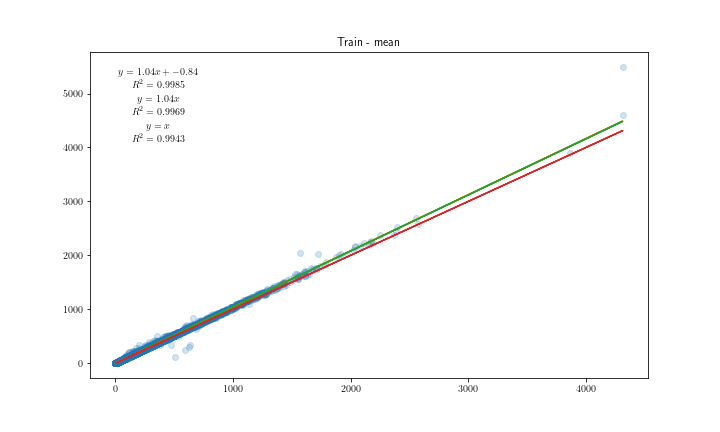 Train - mean
y = 1.04x + −0.84
R² = 0.9985
y = 1.04x
R² = 0.9969
y = x
R² = 0.9943
5000
4000
3000
2000
1000
0
0 1000 2000 3000 4000